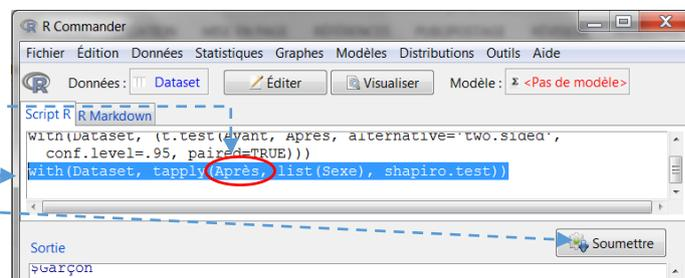 R Commander
Fichier Édition Données Statistiques Graphes Modèles Distributions Outils Aide
Données : Dataset Éditer Visualiser Modèle : Σ <Pas de modèle>
Script R R Markdown
with(Dataset, (t.test(Avant, Après, alternative='two.sided',
conf.level=.95, paired=TRUE)))
with(Dataset, tapply(Après, list(Sexe), shapiro.test))
Soumettre
Sortie
$Garçon